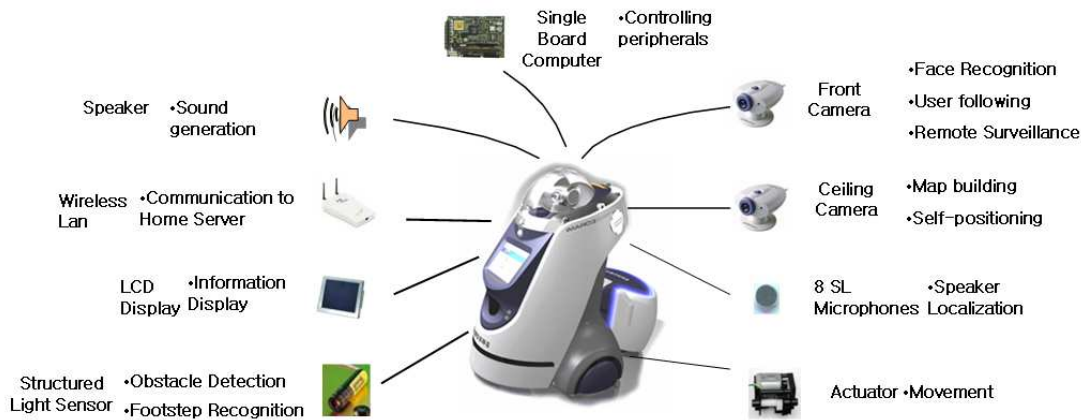 Single
Board
Computer
•Controlling
peripherals
Speaker
•Sound
generation
Front
Camera
•Face Recognition
•User following
•Remote Surveillance
Wireless
Lan
•Communication to
Home Server
Ceiling
Camera
•Map building
•Self-positioning
LCD
Display
•Information
Display
8 SL
Microphones
•Speaker
Localization
Structured
Light Sensor
•Obstacle Detection
•Footstep Recognition
Actuator
•Movement